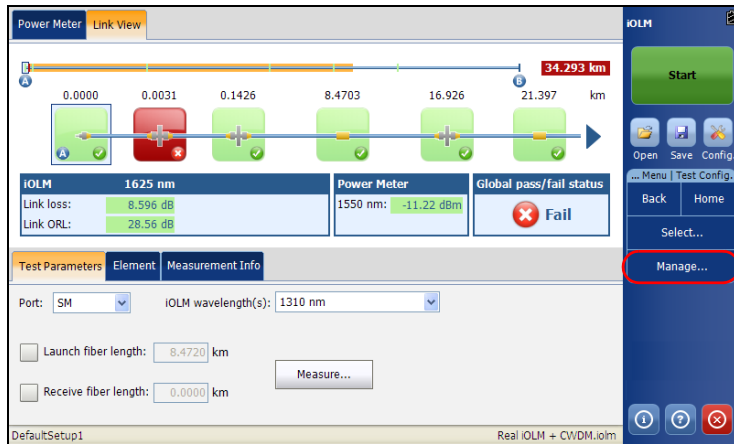 Power Meter Link View
34.293 km
A B
0.0000 0.0031 0.1426 8.4703 16.926 21.397 km
A
iOLM 1625 nm
Link loss: 8.596 dB
Link ORL: 28.56 dB
Power Meter
1550 nm: -11.22 dBm
Global pass/fail status
Fail
Test Parameters Element Measurement Info
Port: SM iOLM wavelength(s): 1310 nm
Launch fiber length: 8.4720 km
Receive fiber length: 0.0000 km
Measure...
DefaultSetup1 Real iOLM + CWDM.iolm
iOLM
Start
Open Save Config.
... Menu | Test Config.
Back Home
Select...
Manage...